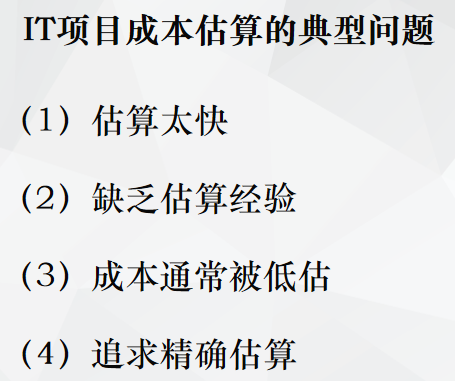 IT项目成本估算的典型问题
（1）估算太快
（2）缺乏估算经验
（3）成本通常被低估
（4）追求精确估算